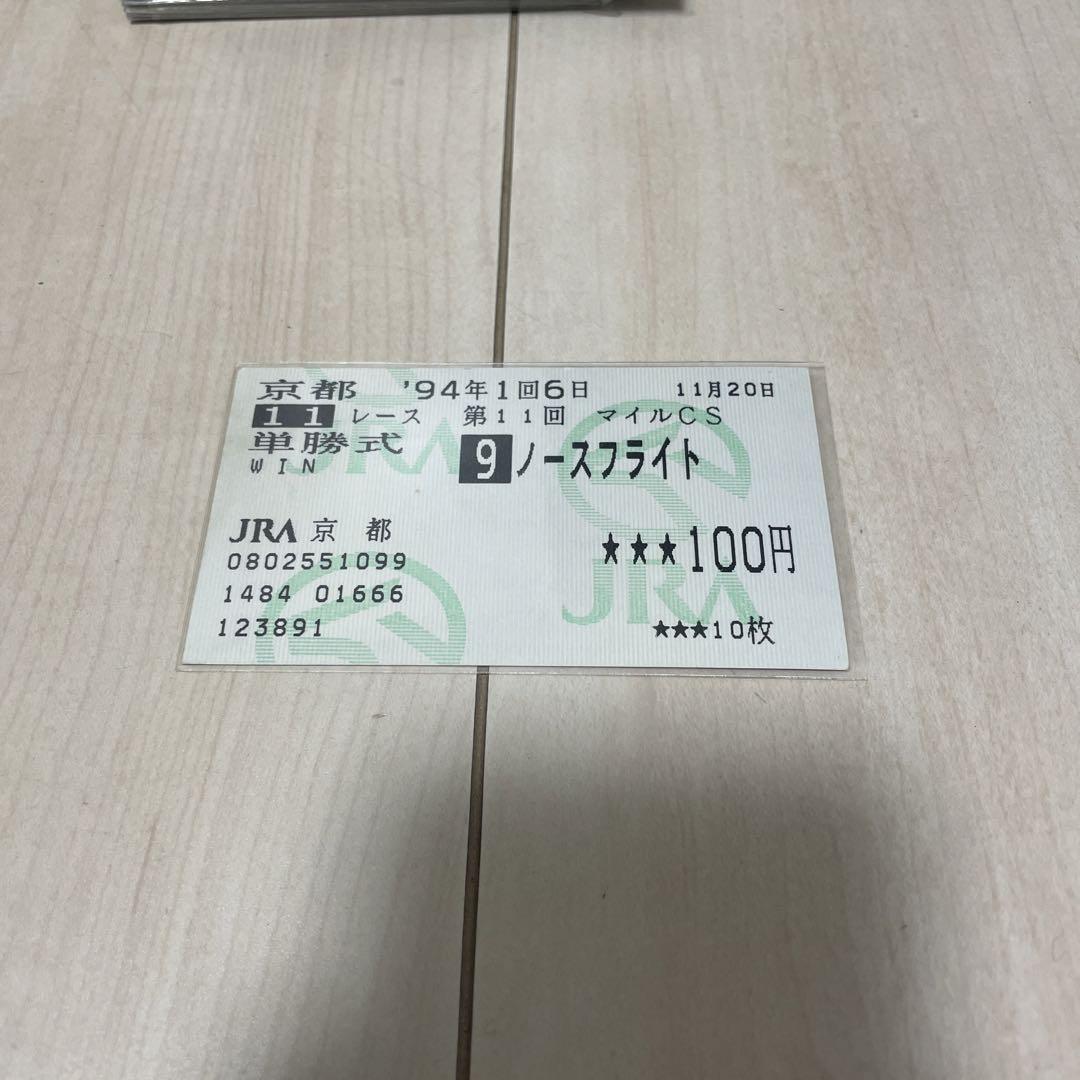 京都 '94年1回6日 11月20日
11 レース 第11回 マイルCS
単勝式
WIN 9 ノースフライト
JRA 京都
★★★100円
0802551099
1484 01666
123891
★★★10枚
JRA
JRA